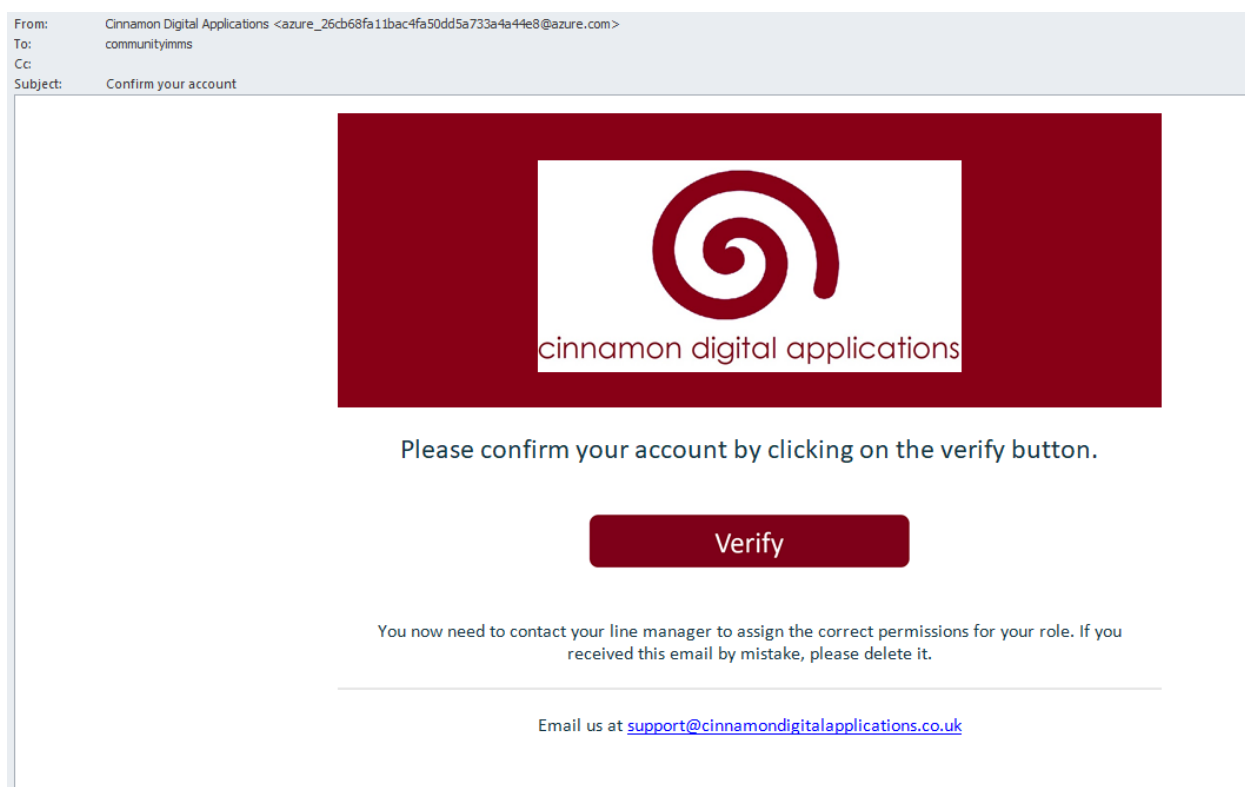 From: Cinnamon Digital Applications <azure_26cb68fa11bac4fa50dd5a733a4a44e8@azure.com>
To: communityimms
Cc:
Subject: Confirm your account
cinnamon digital applications
Please confirm your account by clicking on the verify button.
Verify
You now need to contact your line manager to assign the correct permissions for your role. If you
received this email by mistake, please delete it.
Email us at support@cinnamondigitalapplications.co.uk